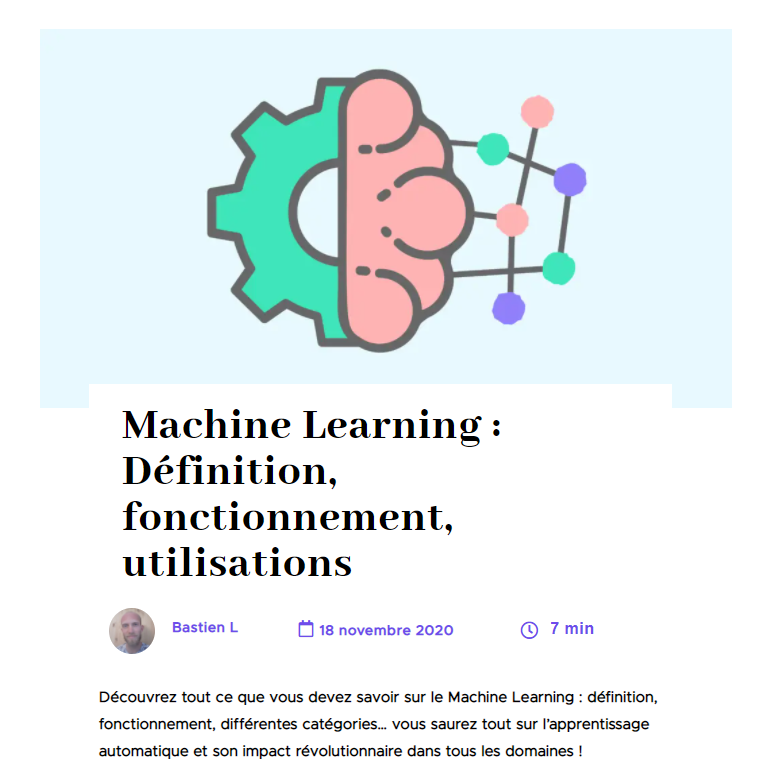 Machine Learning :
Définition,
fonctionnement,
utilisations
Bastien L
18 novembre 2020
7 min
Découvrez tout ce que vous devez savoir sur le Machine Learning : définition,
fonctionnement, différentes catégories... vous saurez tout sur l'apprentissage
automatique et son impact révolutionnaire dans tous les domaines !